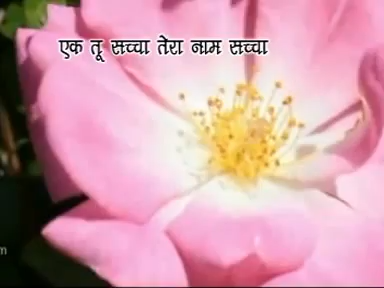 एक तू सच्चा तेरा नाम सच्चा